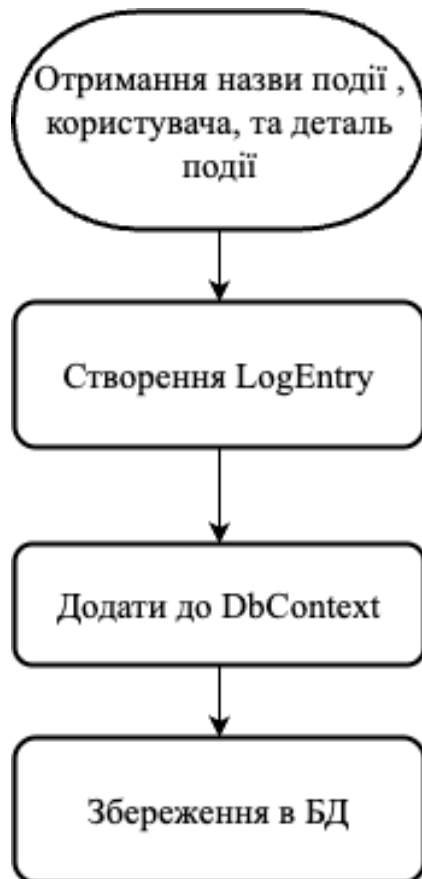 Отримання назви події ,
користувача, та деталь
події
Створення LogEntry
Додати до DbContext
Збереження в БД